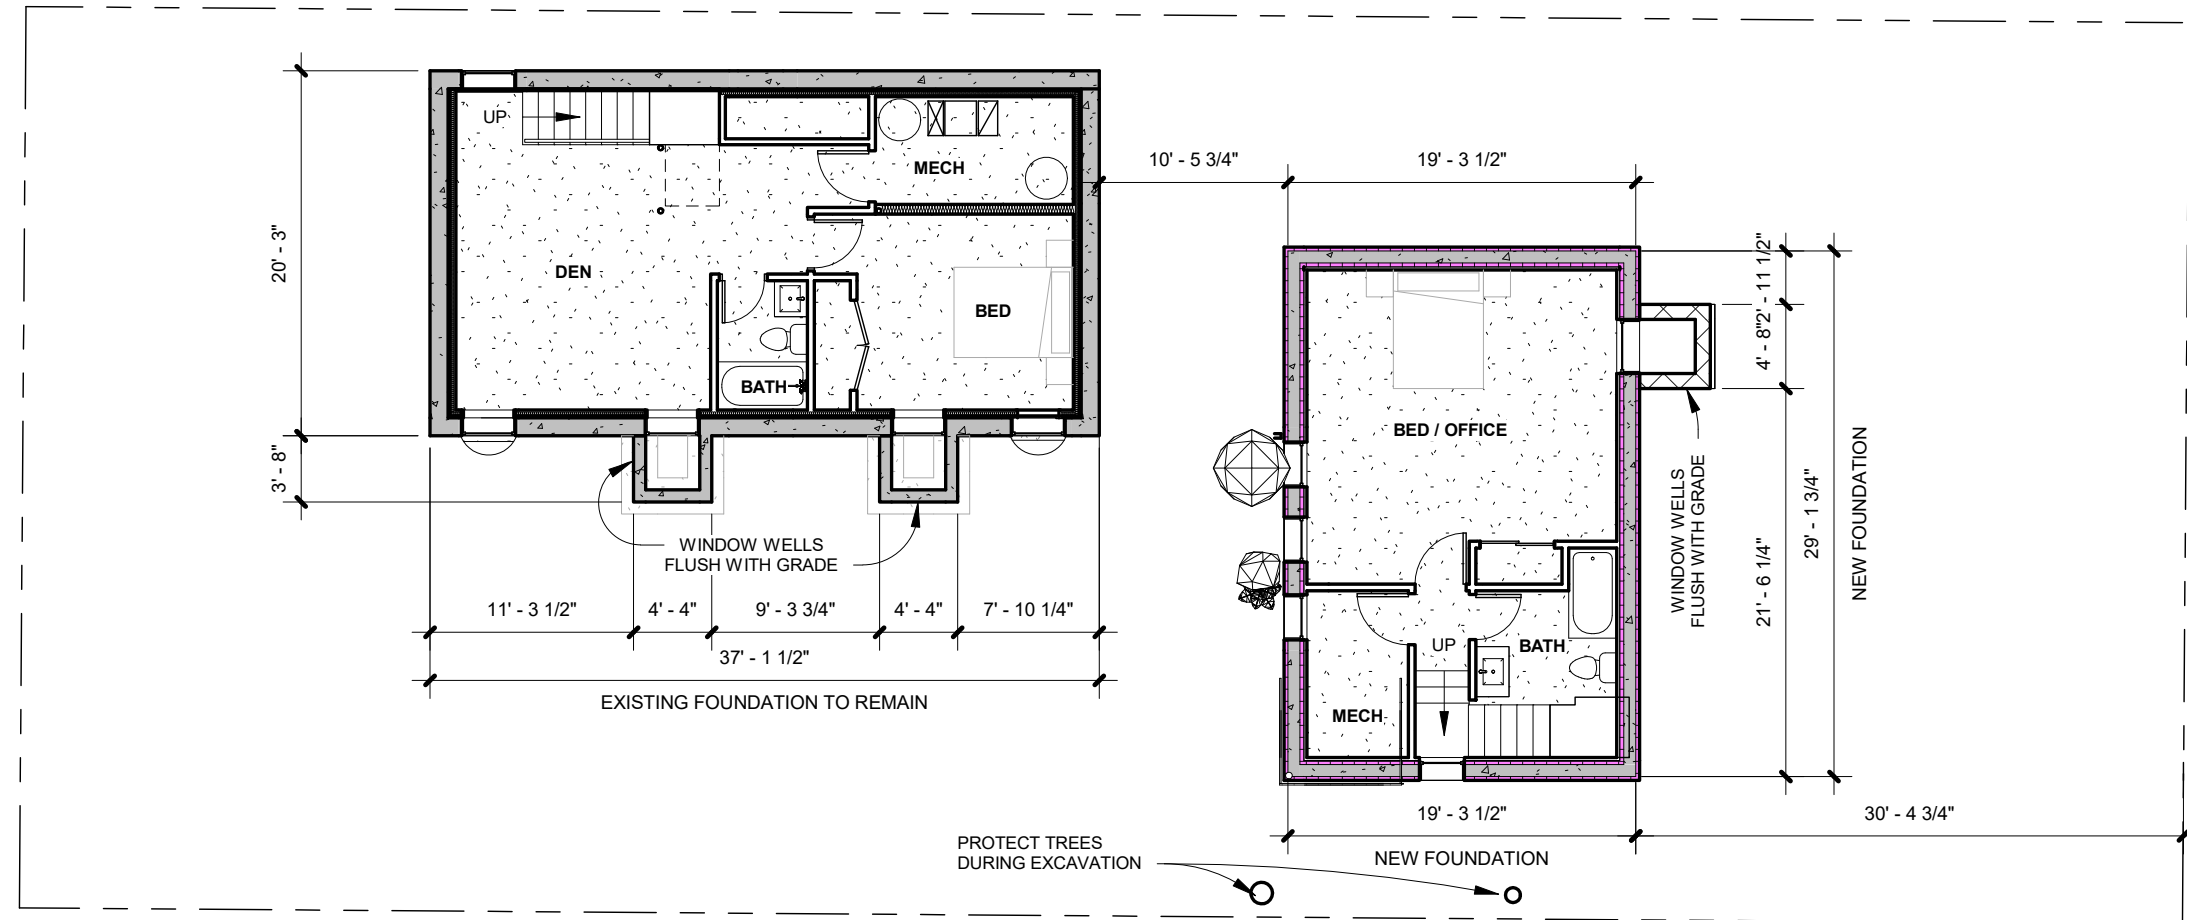 UP
MECH
DEN
BED
BATH
20' - 3"
3' - 8"
WINDOW WELLS
FLUSH WITH GRADE
11' - 3 1/2"
4' - 4"
9' - 3 3/4"
4' - 4"
7' - 10 1/4"
37' - 1 1/2"
EXISTING FOUNDATION TO REMAIN
10' - 5 3/4"
19' - 3 1/2"
BED / OFFICE
UP
BATH
MECH
2' - 11 1/2"
4' - 8"
21' - 6 1/4"
29' - 1 3/4"
NEW FOUNDATION
WINDOW WELLS
FLUSH WITH GRADE
19' - 3 1/2"
30' - 4 3/4"
NEW FOUNDATION
PROTECT TREES
DURING EXCAVATION